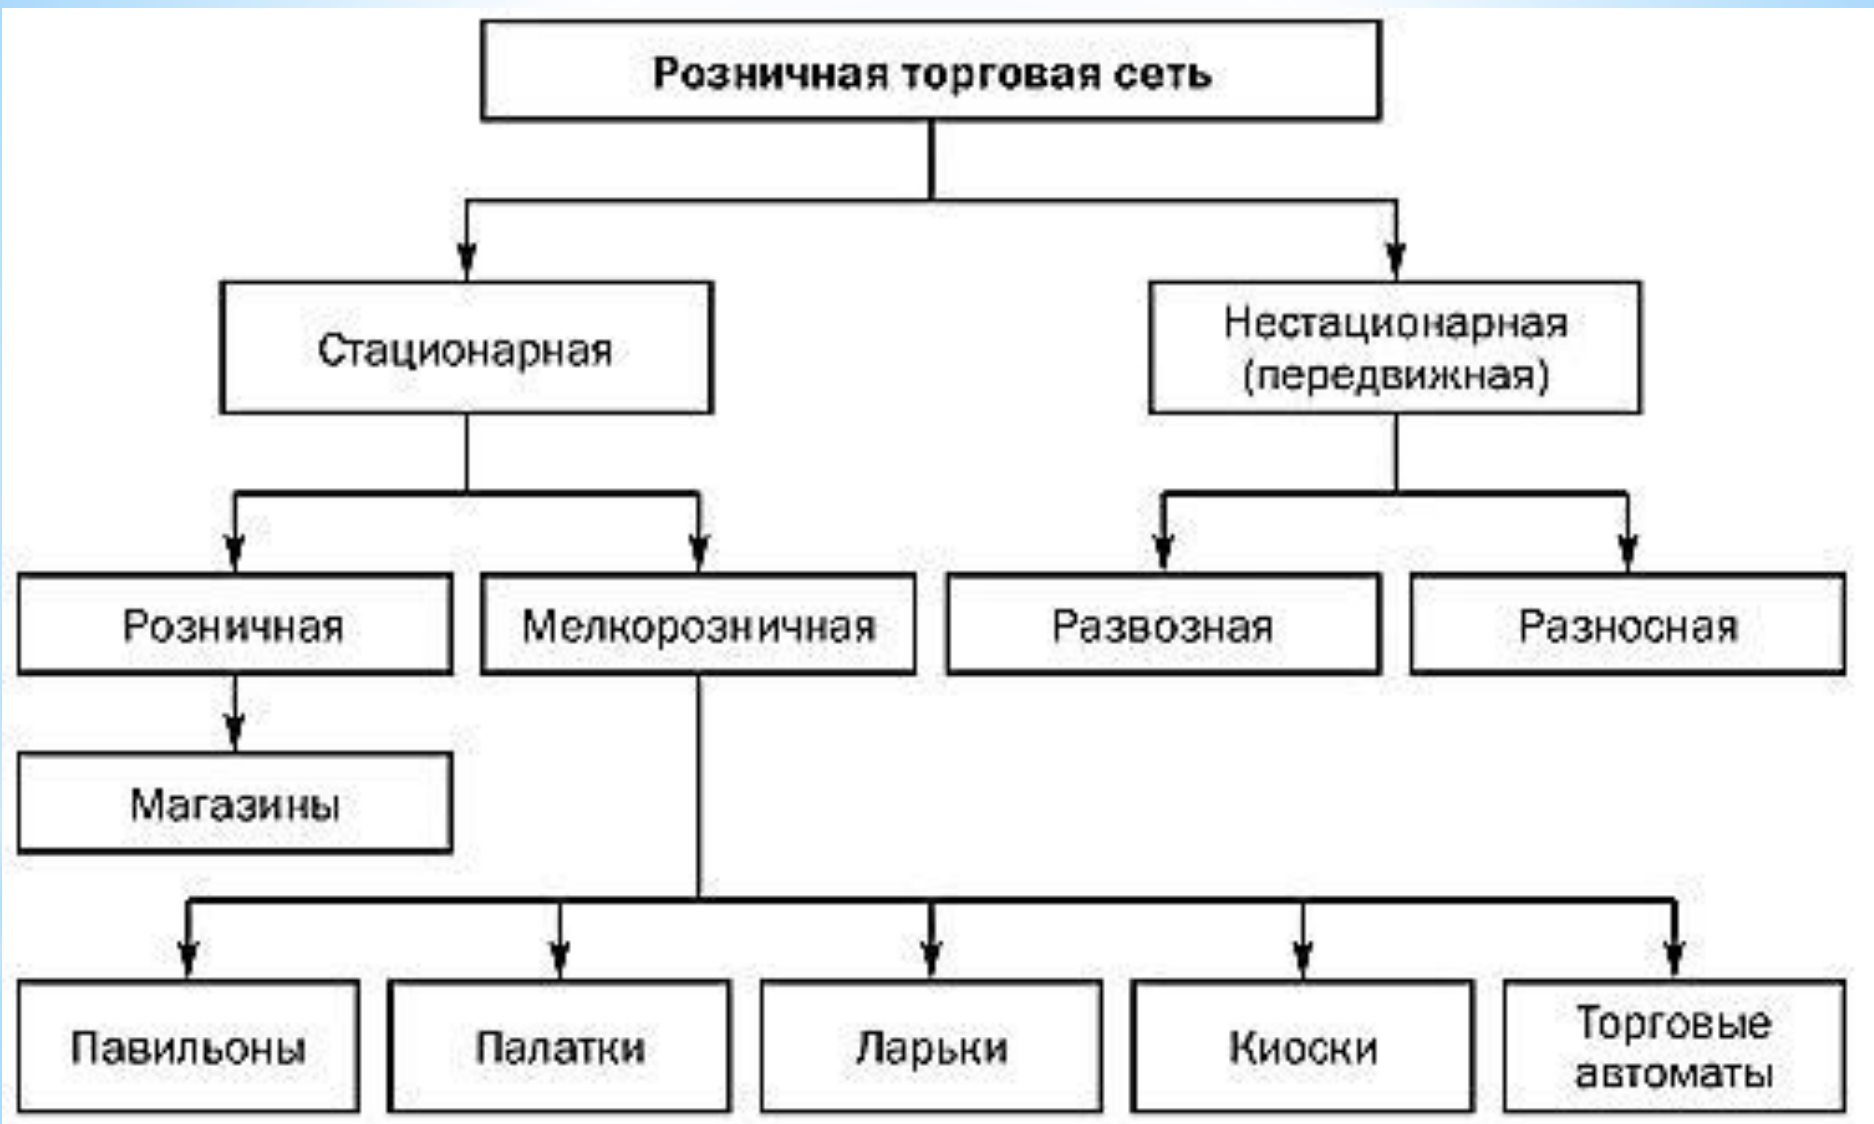 Розничная торговая сеть
Стационарная
Нестационарная
(передвижная)
Розничная
Мелкорозничная
Развозная
Разносная
Магазины
Павильоны
Палатки
Ларьки
Киоски
Торговые
автоматы